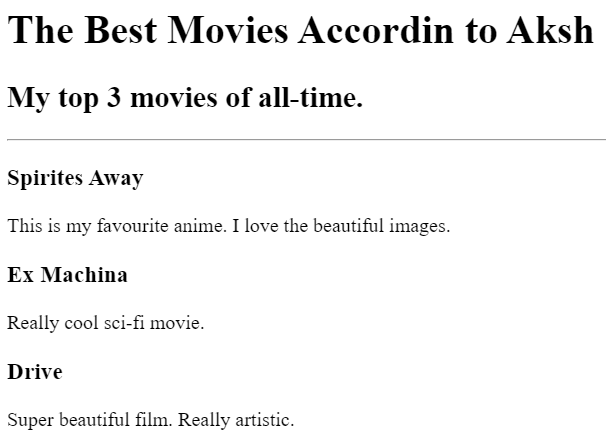 The Best Movies Accordin to Aksh
My top 3 movies of all-time.
Spirites Away
This is my favourite anime. I love the beautiful images.
Ex Machina
Really cool sci-fi movie.
Drive
Super beautiful film. Really artistic.